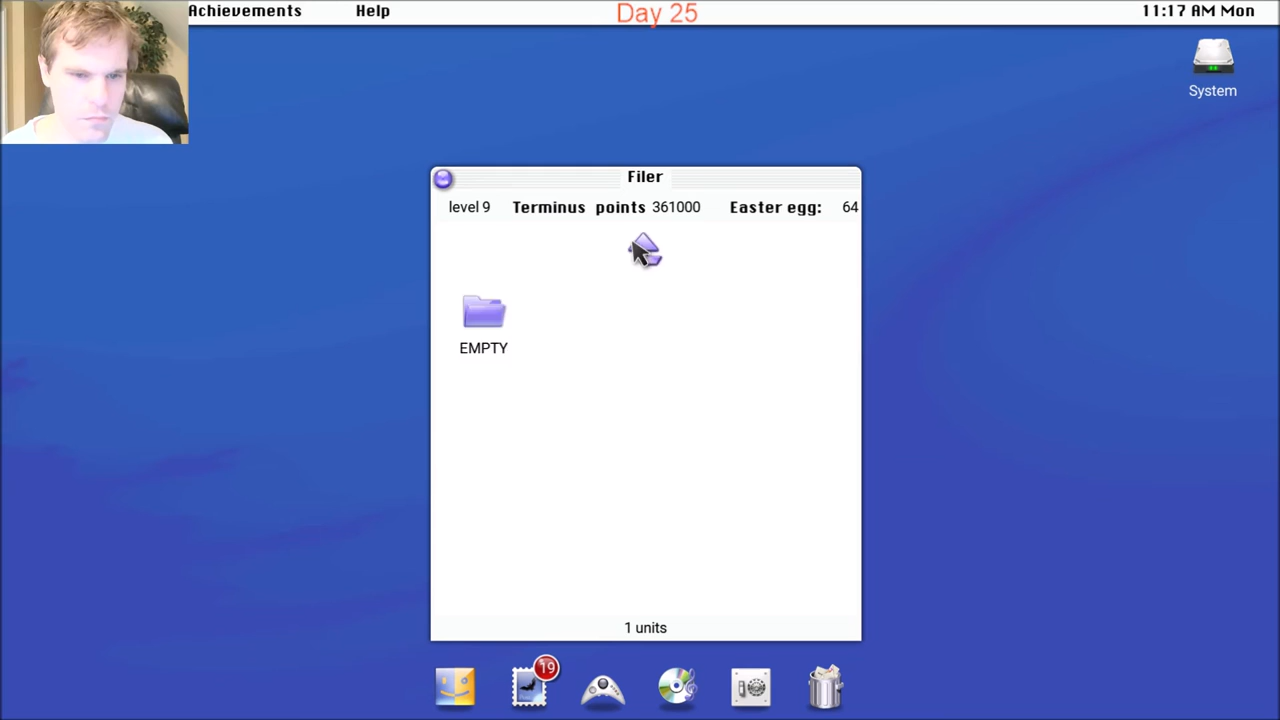 Achievements Help Day 25 11:17 AM Mon
System
Filer
level 9 Terminus points 361000 Easter egg: 64
EMPTY
1 units
19